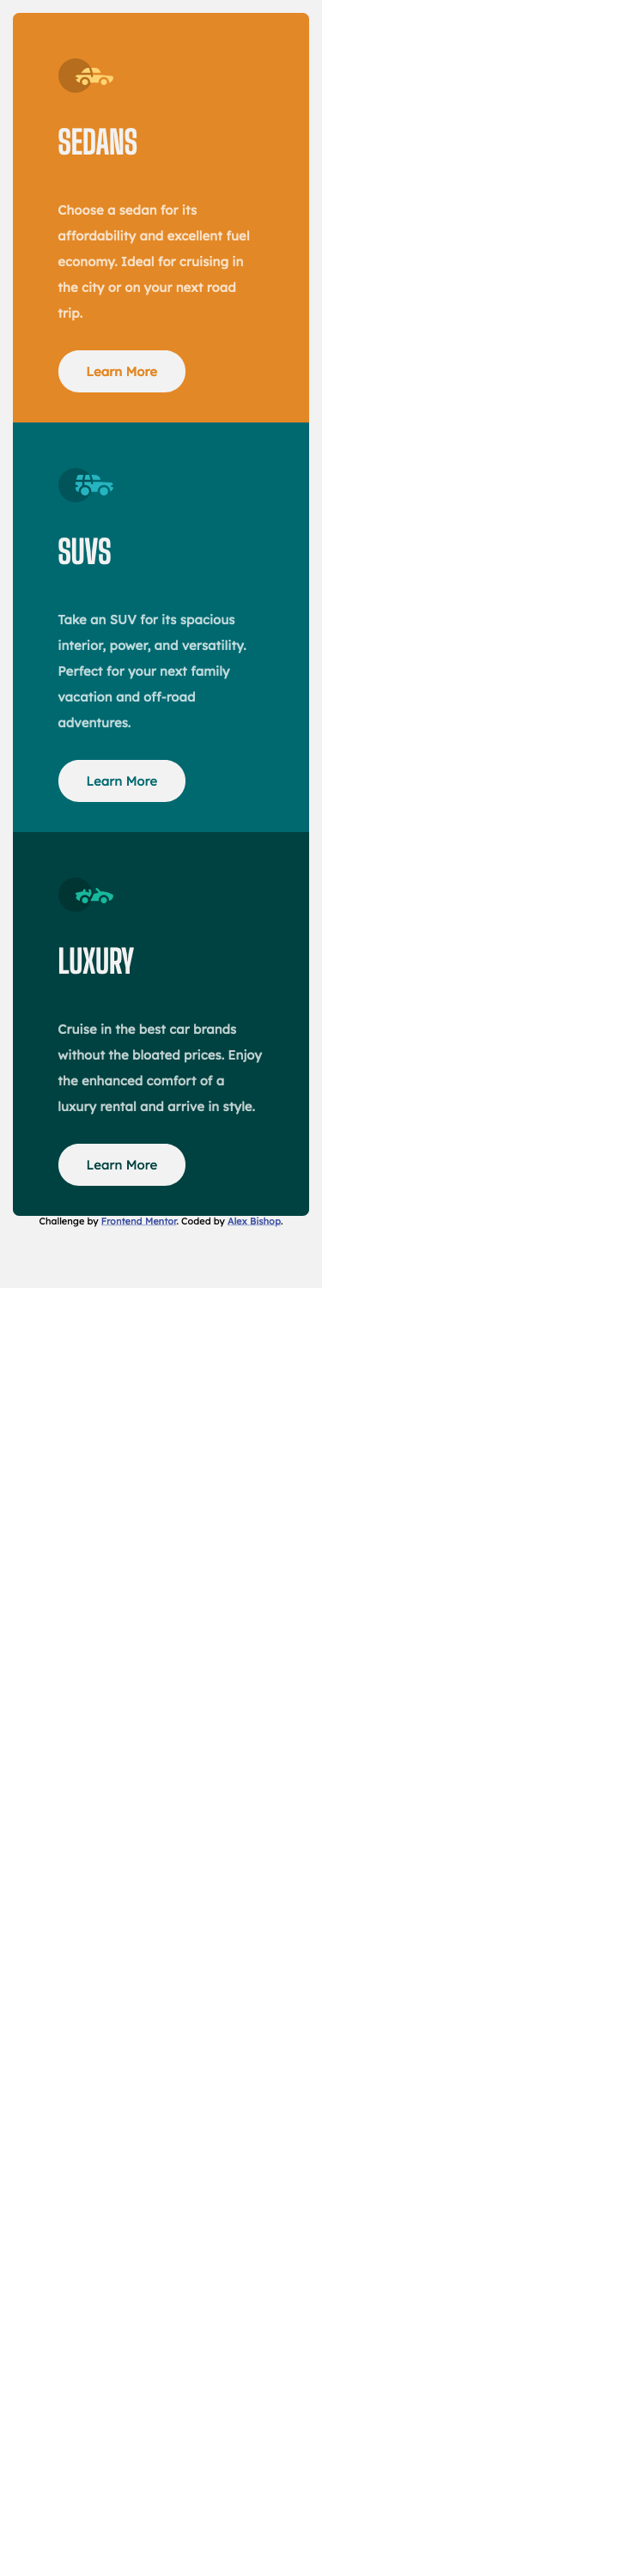 SEDANS
Choose a sedan for its
affordability and excellent fuel
economy. Ideal for cruising in
the city or on your next road
trip.
Learn More
SUVS
Take an SUV for its spacious
interior, power, and versatility.
Perfect for your next family
vacation and off-road
adventures.
Learn More
LUXURY
Cruise in the best car brands
without the bloated prices. Enjoy
the enhanced comfort of a
luxury rental and arrive in style.
Learn More
Challenge by Frontend Mentor. Coded by Alex Bishop.